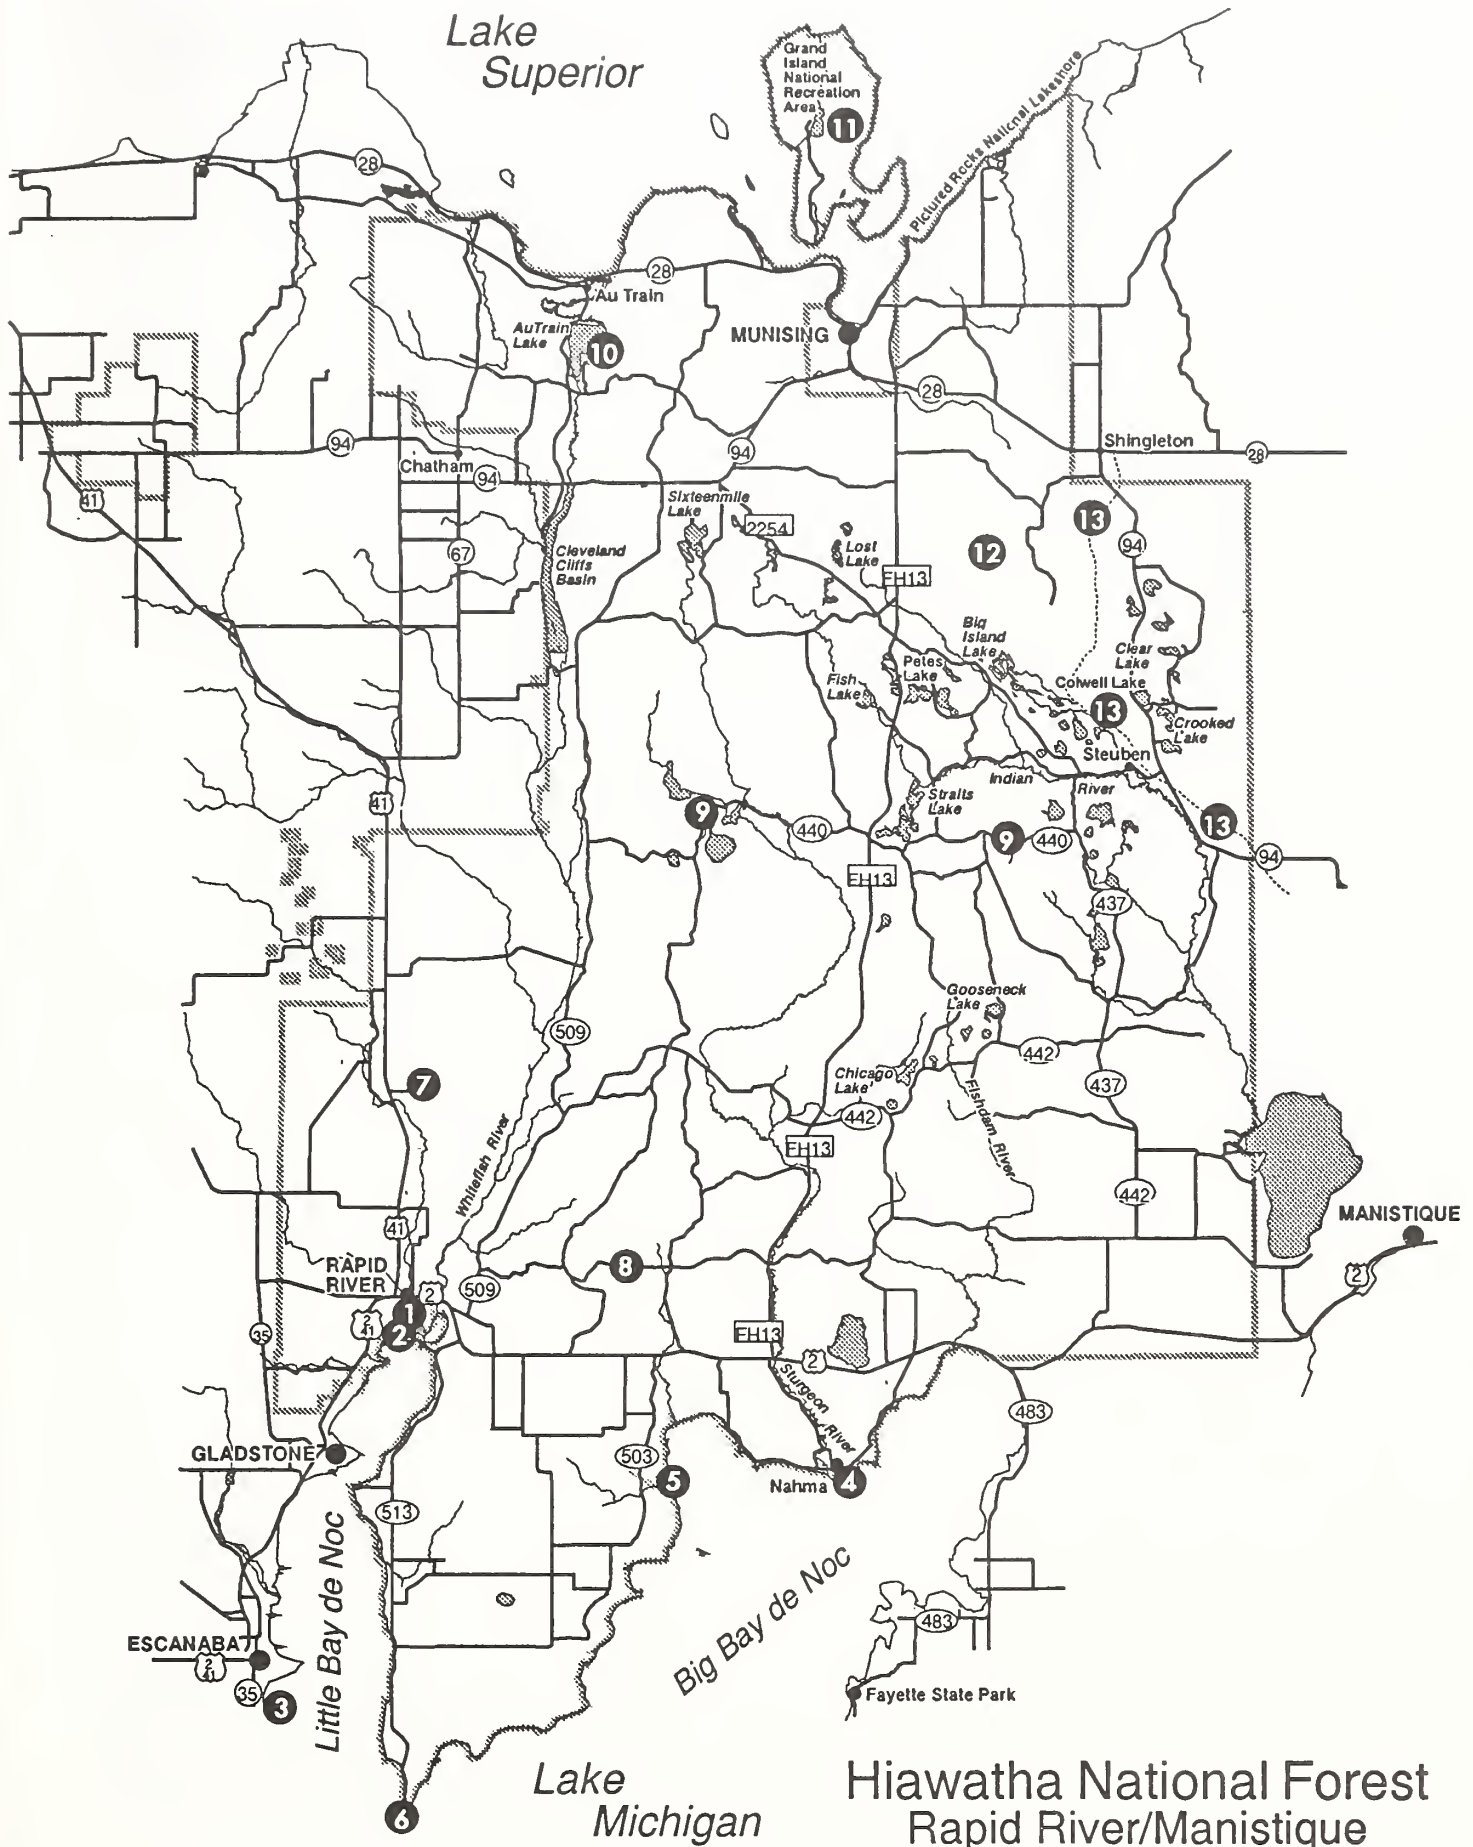 Lake
Superior
Grand
Island
National
Recreation
Area
11
Pictured Rocks National Lakeshore
28
28
Au Train
AuTrain
Lake
10
MUNISING
28
94
94
Shingleton
28
Chatham
94
41
Sixteenmile
Lake
2254
13
94
67
Cleveland
Cliffs
Basin
Lost
Lake
12
FH13
Big
Island
Lake
Clear
Lake
Fish
Lake
Petes
Lake
Colwell Lake
13
Crooked
Lake
Steuben
Indian
River
41
Straits
Lake
9
440
9
440
13
94
FH13
437
Gooseneck
Lake
509
442
Chicago
Lake
437
7
442
Fishdam River
FH13
Whitefish River
442
MANISTIQUE
41
RAPID
RIVER
8
2
509
2
1
2
41
2
35
FH13
2
Sturgeon River
483
GLADSTONE
503
5
Nahma
4
513
Little Bay de Noc
Big Bay de Noc
483
ESCANABA
2
41
35
3
Fayette State Park
Lake
Michigan
6
Hiawatha National Forest
Rapid River/Manistique